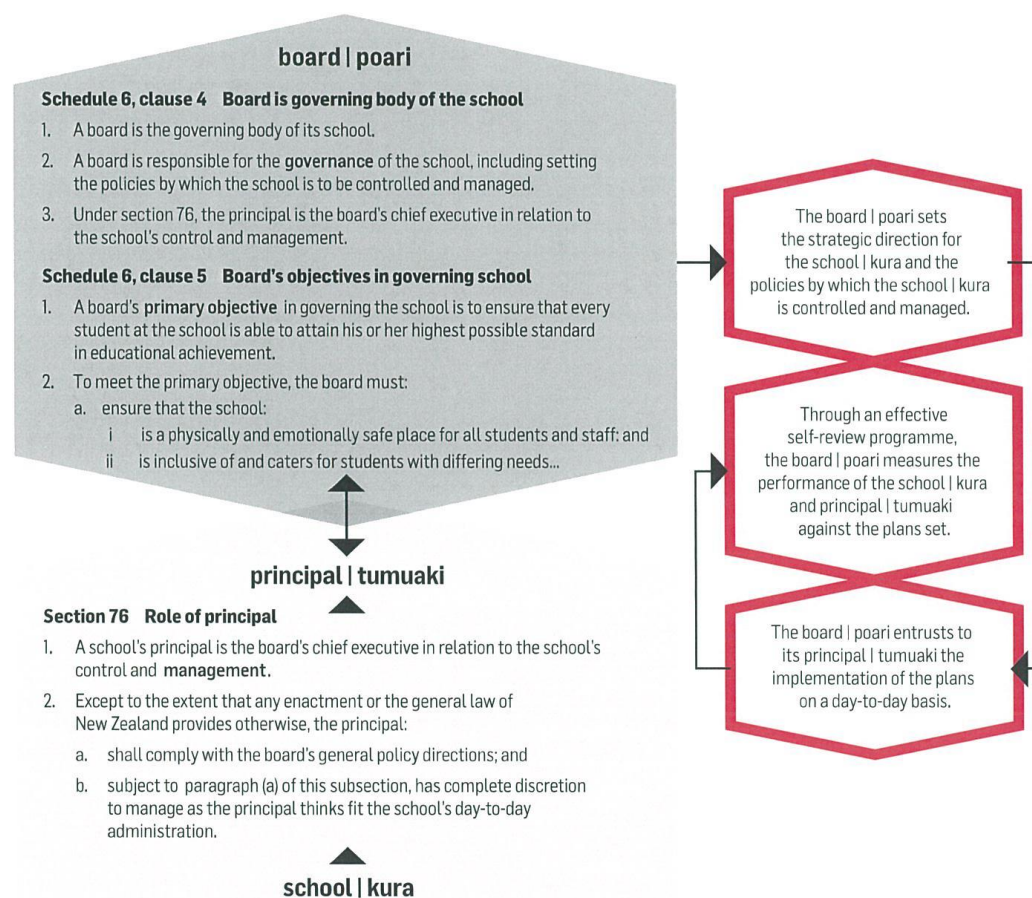 board | poari
Schedule 6, clause 4 Board is governing body of the school
1. A board is the governing body of its school.
2. A board is responsible for the governance of the school, including setting
the policies by which the school is to be controlled and managed.
3. Under section 76, the principal is the board's chief executive in relation to
the school's control and management.
Schedule 6, clause 5 Board's objectives in governing school
1. A board's primary objective in governing the school is to ensure that every
student at the school is able to attain his or her highest possible standard
in educational achievement.
2. To meet the primary objective, the board must:
a. ensure that the school:
i is a physically and emotionally safe place for all students and staff: and
ii is inclusive of and caters for students with differing needs...
principal | tumuaki
Section 76 Role of principal
1. A school's principal is the board's chief executive in relation to the school's
control and management.
2. Except to the extent that any enactment or the general law of
New Zealand provides otherwise, the principal:
a. shall comply with the board's general policy directions; and
b. subject to paragraph (a) of this subsection, has complete discretion
to manage as the principal thinks fit the school's day-to-day
administration.
school | kura
The board | poari sets
the strategic direction for
the school | kura and the
policies by which the school | kura
is controlled and managed.
Through an effective
self-review programme,
the board | poari measures the
performance of the school | kura
and principal | tumuaki
against the plans set.
The board | poari entrusts to
its principal | tumuaki the
implementation of the plans
on a day-to-day basis.